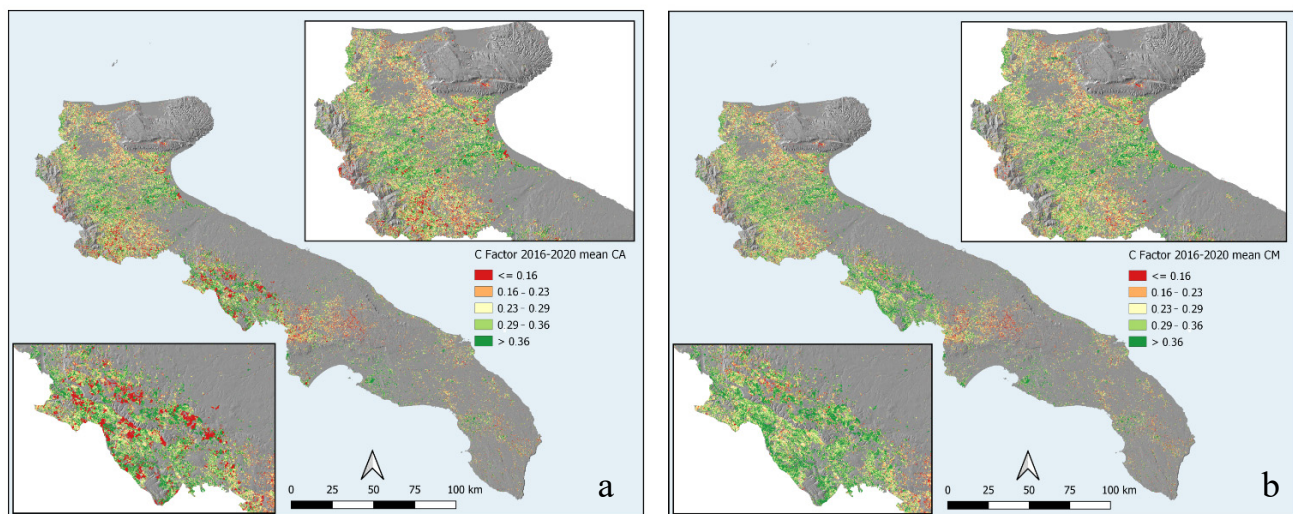 C Factor 2016-2020 mean CA
<= 0.16
0.16 - 0.23
0.23 - 0.29
0.29 - 0.36
> 0.36
0 25 50 75 100 km
a
C Factor 2016-2020 mean CM
<= 0.16
0.16 - 0.23
0.23 - 0.29
0.29 - 0.36
> 0.36
0 25 50 75 100 km
b